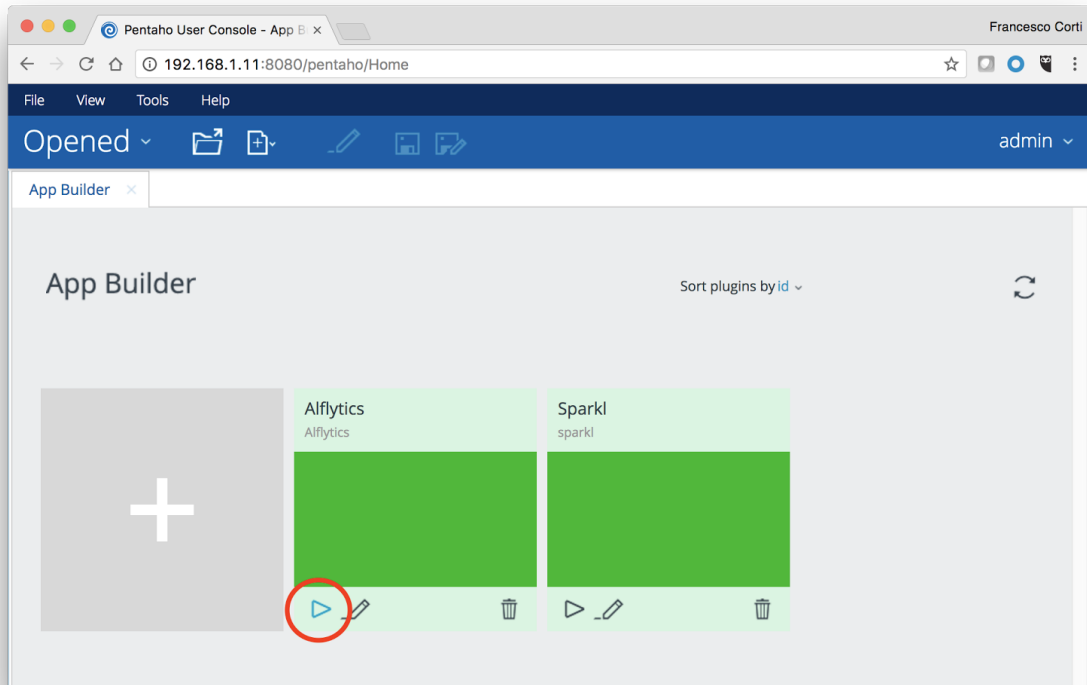 Pentaho User Console - App B
Francesco Corti
192.168.1.11:8080/pentaho/Home
File View Tools Help
Opened
admin
App Builder
App Builder
Sort plugins by id
Alflytics
Alflytics
Sparkl
sparkl